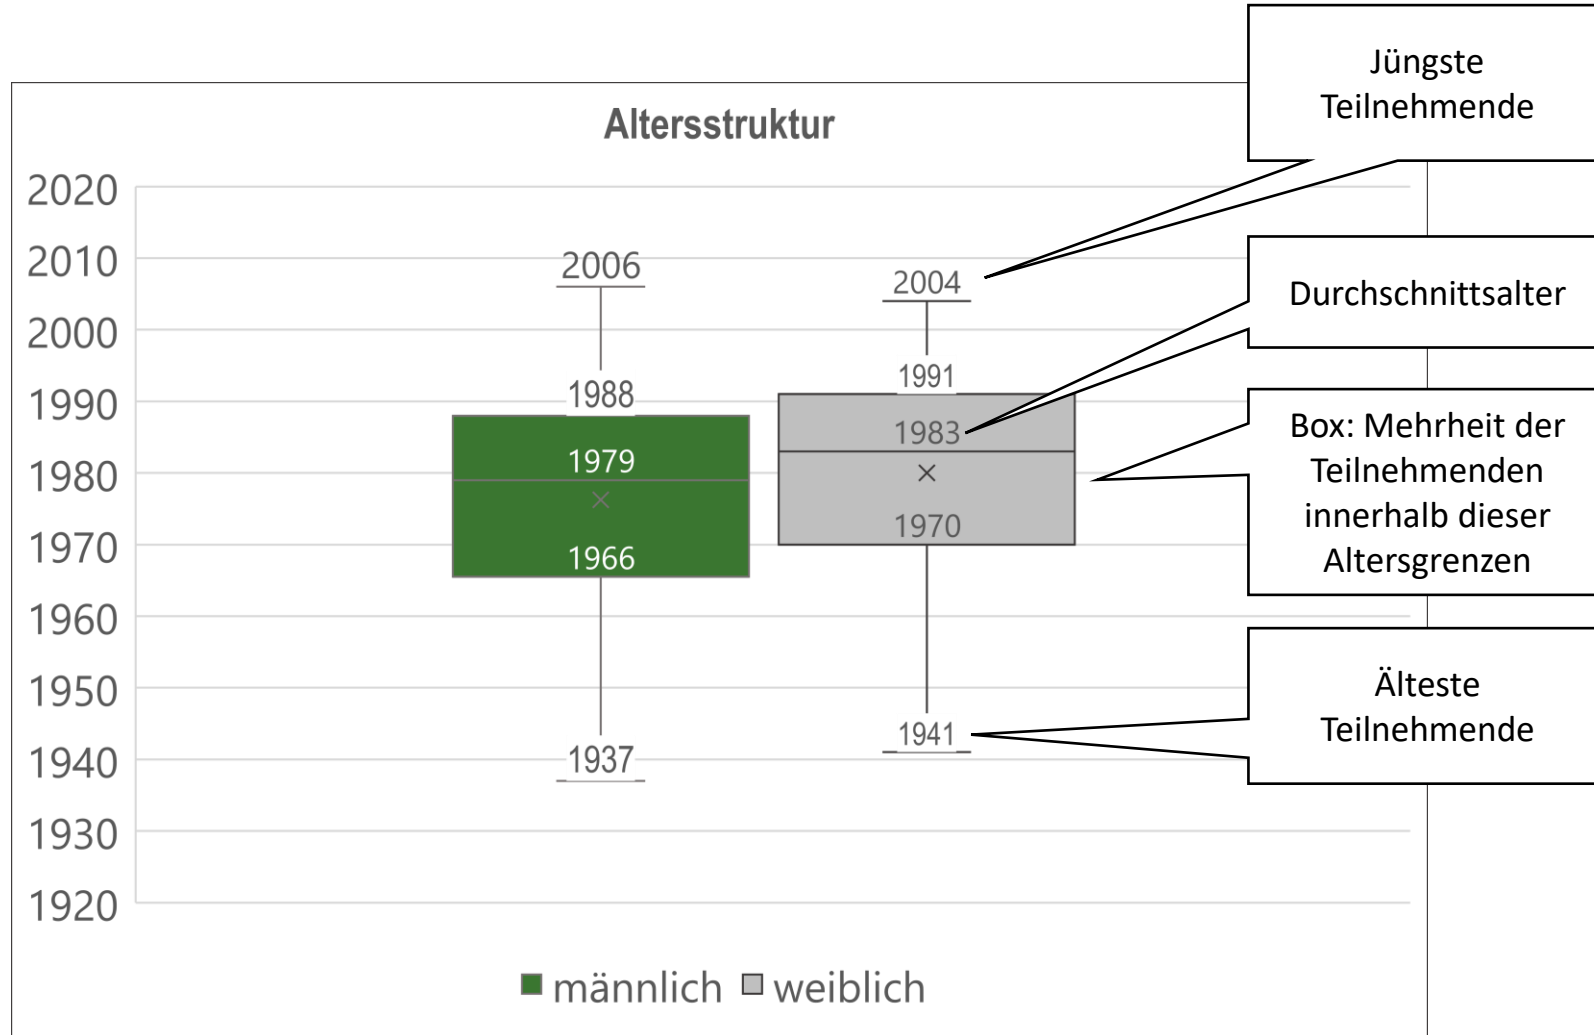 Jüngste
Teilnehmende
Altersstruktur
2020
2010
2000
1990
1980
1970
1960
1950
1940
1930
1920
2006
1988
1979
1966
1937
2004
1991
1983
1970
1941
Durchschnittsalter
Box: Mehrheit der
Teilnehmenden
innerhalb dieser
Altersgrenzen
Älteste
Teilnehmende
männlich weiblich